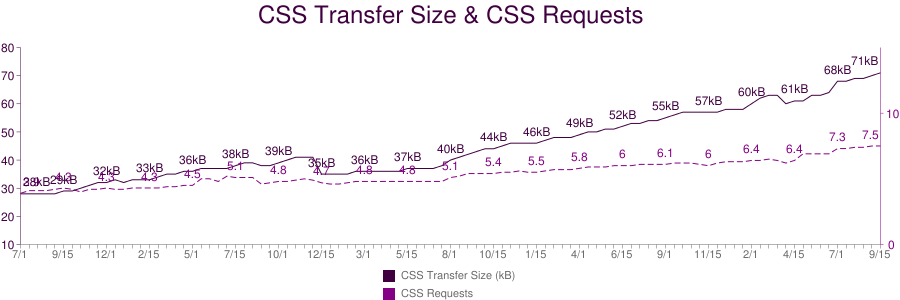 CSS Transfer Size & CSS Requests
80
70
60
50
40
30
20
10
10
0
29kB 32kB 33kB 36kB 38kB 39kB 35kB 36kB 37kB 40kB 44kB 46kB 49kB 52kB 55kB 57kB 60kB 61kB 68kB 71kB
4.3 4.5 5.1 4.8 4.7 4.8 4.8 5.1 5.4 5.5 5.8 6 6.1 6 6.4 6.4 7.3 7.5
7/1 9/15 12/1 2/15 5/1 7/15 10/1 12/15 3/1 5/15 8/1 10/15 1/15 4/1 6/15 9/1 11/15 2/1 4/15 7/1 9/15
CSS Transfer Size (kB)
CSS Requests